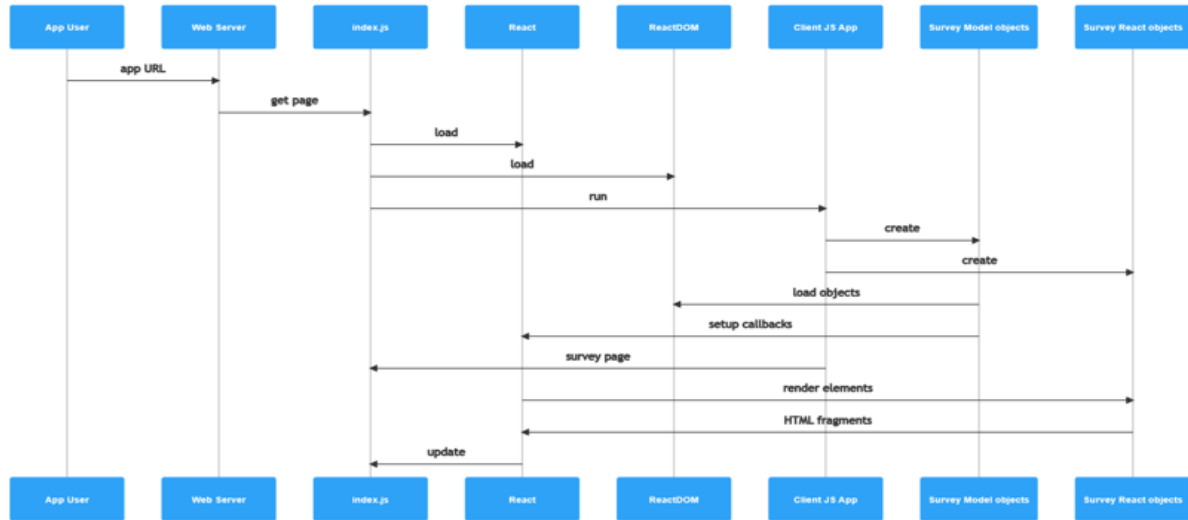 App User
Web Server
index.js
React
ReactDOM
Client JS App
Survey Model objects
Survey React objects
app URL
get page
load
load
run
create
create
load objects
setup callbacks
survey page
render elements
HTML fragments
update
App User
Web Server
index.js
React
ReactDOM
Client JS App
Survey Model objects
Survey React objects